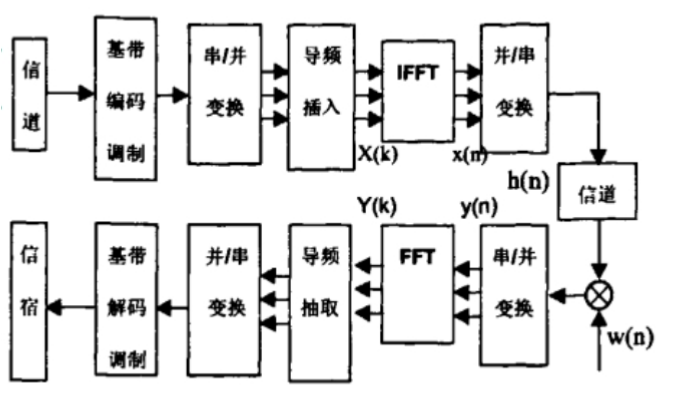 信
道
基带
编码
调制
串/并
变换
导频
插入
IFFT
并/串
变换
X(k)
x(n)
h(n)
信道
Y(k)
y(n)
信
宿
基带
解码
调制
并/串
变换
导频
抽取
FFT
串/并
变换
w(n)